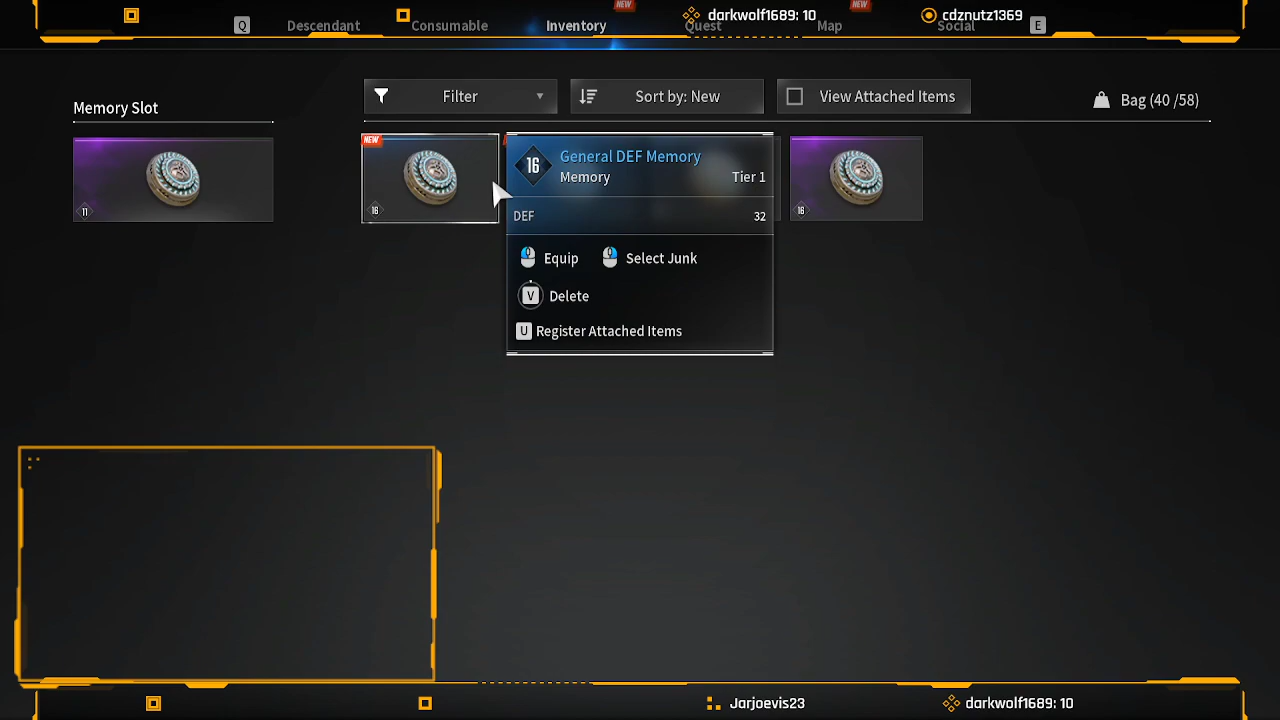 darkwolf1689: 10
cdznutz1369
Q
Descendant
Consumable
Inventory
NEW
Quest
Map
NEW
Social
E
Memory Slot
Filter
Sort by: New
View Attached Items
Bag (40 /58)
11
NEW
16
16
General DEF Memory
Memory
Tier 1
DEF
32
Equip
Select Junk
V
Delete
U
Register Attached Items
16
Jarjoevis23
darkwolf1689: 10